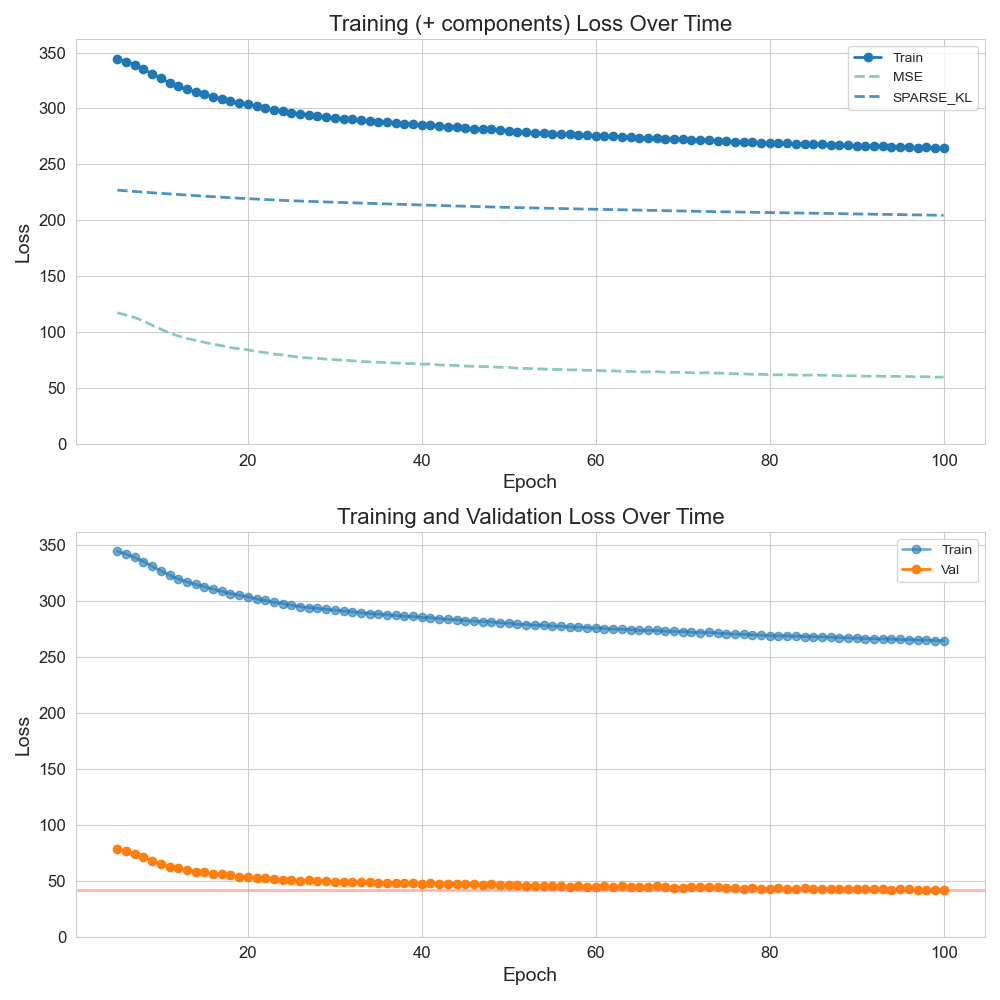 Training (+ components) Loss Over Time
350
300
250
200
150
100
50
0
Loss
Train
MSE
SPARSE_KL
20 40 60 80 100
Epoch
Training and Validation Loss Over Time
350
300
250
200
150
100
50
0
Loss
Train
Val
20 40 60 80 100
Epoch